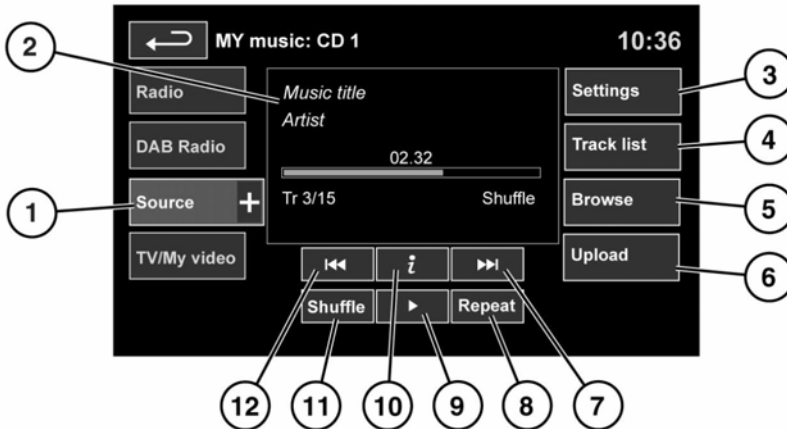 MY music: CD 1
10:36
Radio
DAB Radio
Source +
TV/My video
Music title
Artist
02.32
Tr 3/15
Shuffle
Settings
Track list
Browse
Upload
i
Shuffle
Repeat
1
2
3
4
5
6
7
8
9
10
11
12